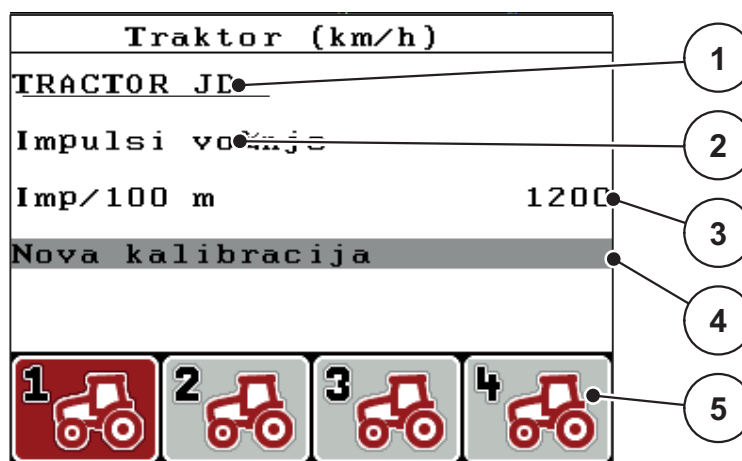 Traktor (km/h)
1
TRACTOR JD
Impulsi vožnje
2
Imp/100 m 1200
3
Nova kalibracija
4
1 2 3 4
5